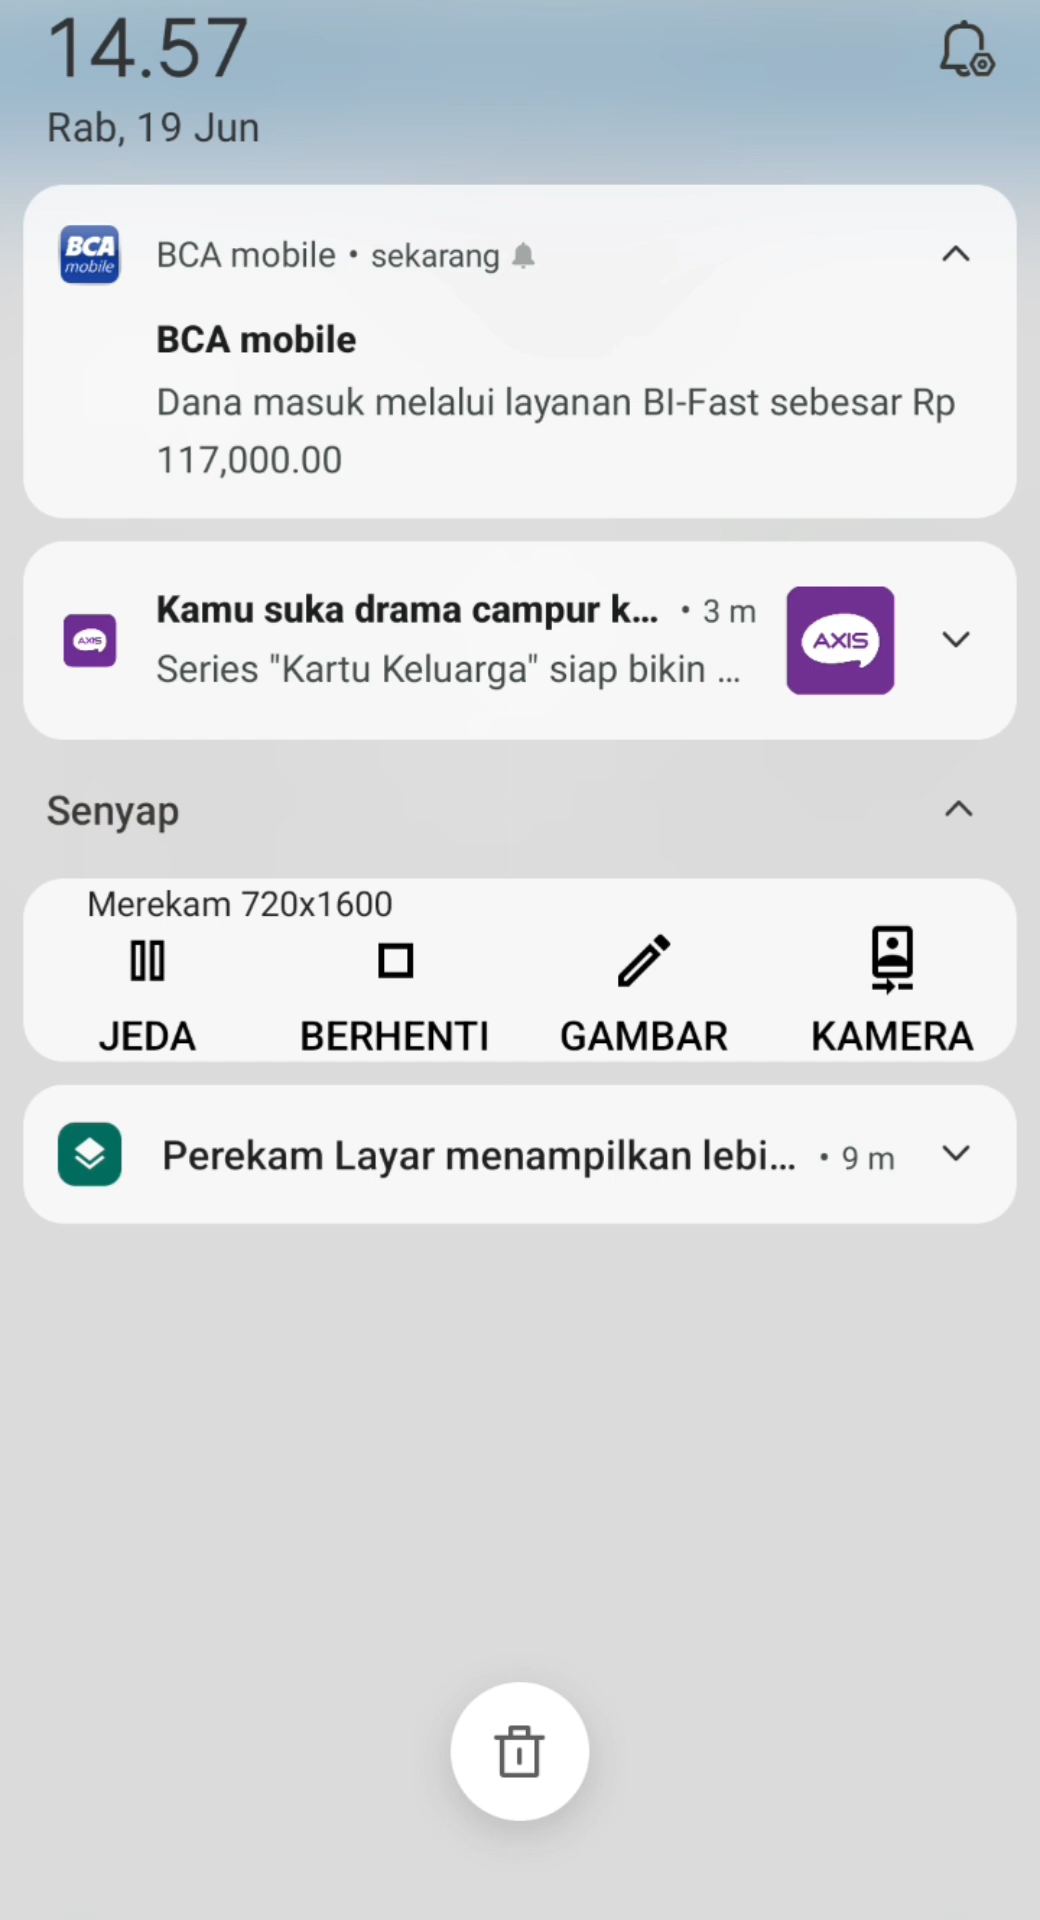 14.57
Rab, 19 Jun
BCA
mobile
BCA mobile • sekarang
BCA mobile
Dana masuk melalui layanan BI-Fast sebesar Rp
117,000.00
Kamu suka drama campur k... • 3 m
AXIS
Series "Kartu Keluarga" siap bikin ...
AXIS
Senyap
Merekam 720x1600
JEDA BERHENTI GAMBAR KAMERA
Perekam Layar menampilkan lebi... • 9 m